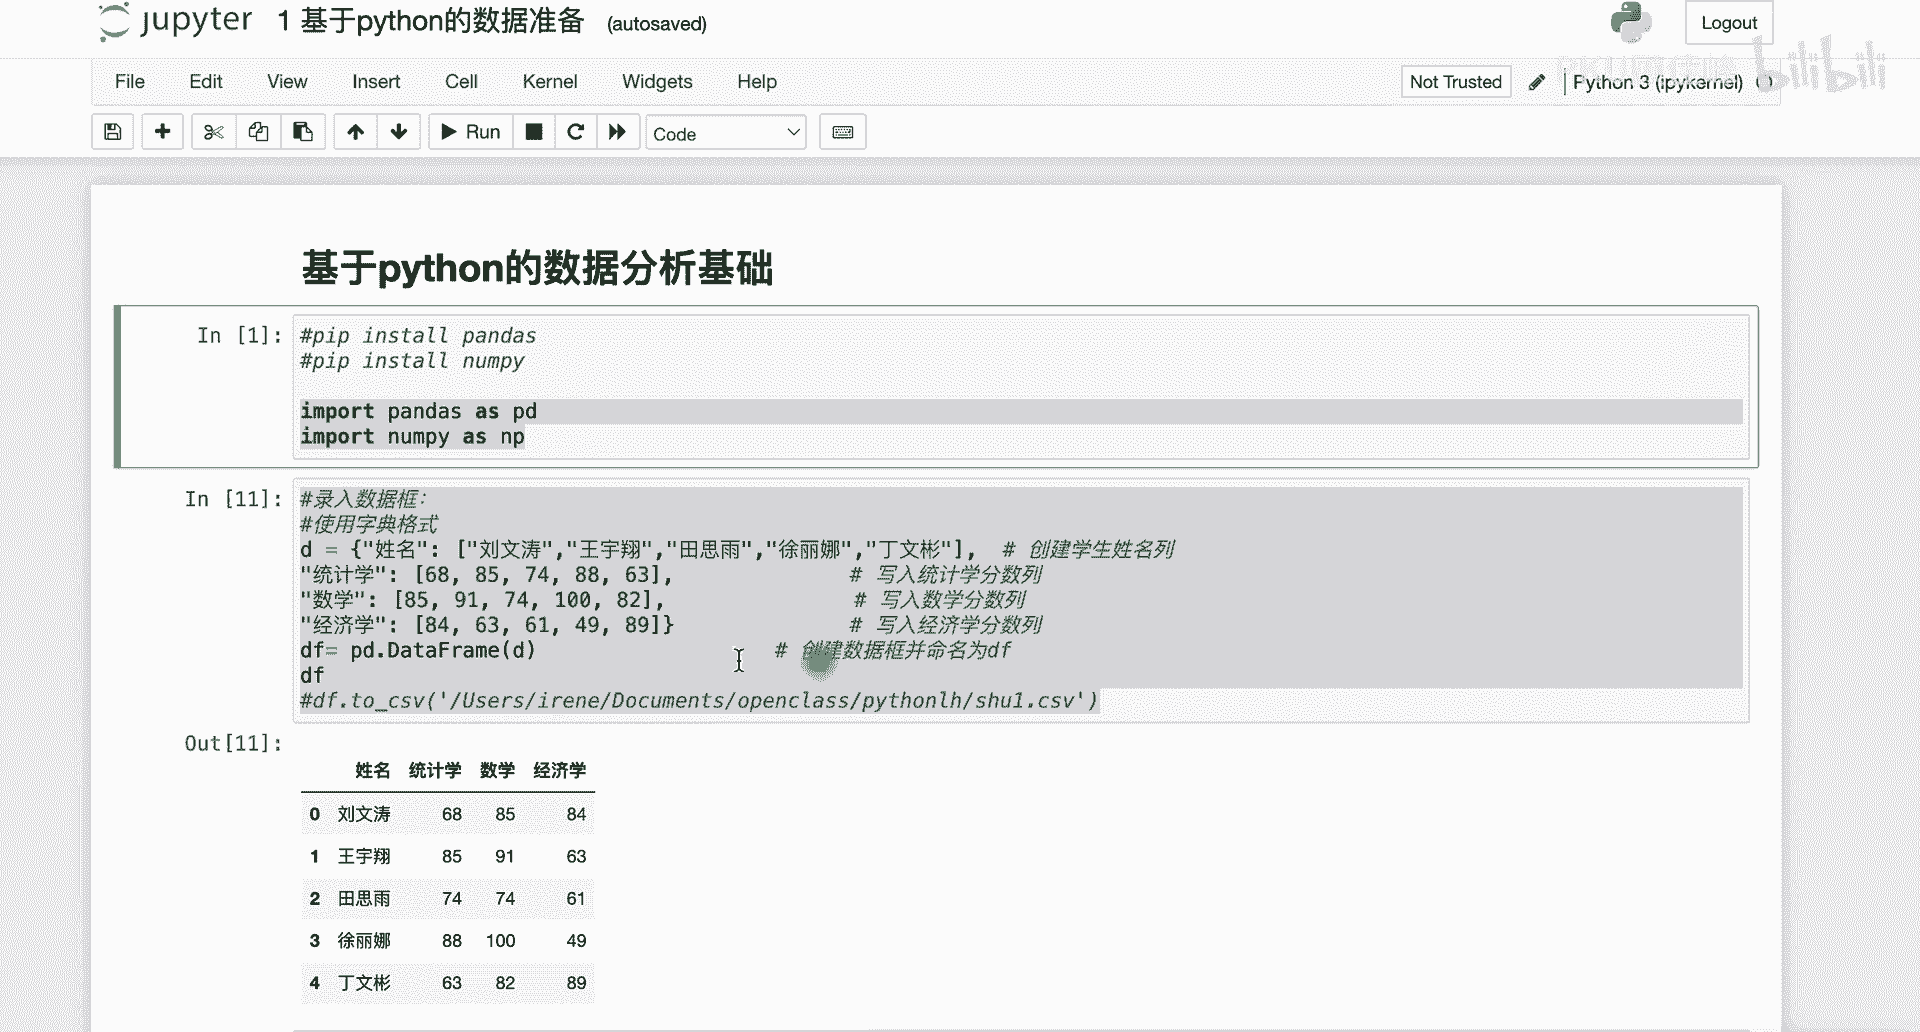 jupyter 1 基于python的数据准备 (autosaved)
Logout
bilibili
File Edit View Insert Cell Kernel Widgets Help
Not Trusted
Python 3 (ipykernel)
Run
Code
基于python的数据分析基础
In [1]:
#pip install pandas
#pip install numpy
import pandas as pd
import numpy as np
In [11]:
#录入数据框:
#使用字典格式
d = {"姓名": ["刘文涛","王宇翔","田思雨","徐丽娜","丁文彬"], # 创建学生姓名列
"统计学": [68, 85, 74, 88, 63], # 写入统计学分数列
"数学": [85, 91, 74, 100, 82], # 写入数学分数列
"经济学": [84, 63, 61, 49, 89]} # 写入经济学分数列
df= pd.DataFrame(d) # 创建数据框并命名为df
df
#df.to_csv('/Users/irene/Documents/openclass/pythonlh/shu1.csv')
Out[11]:
姓名 统计学 数学 经济学
0 刘文涛 68 85 84
1 王宇翔 85 91 63
2 田思雨 74 74 61
3 徐丽娜 88 100 49
4 丁文彬 63 82 89